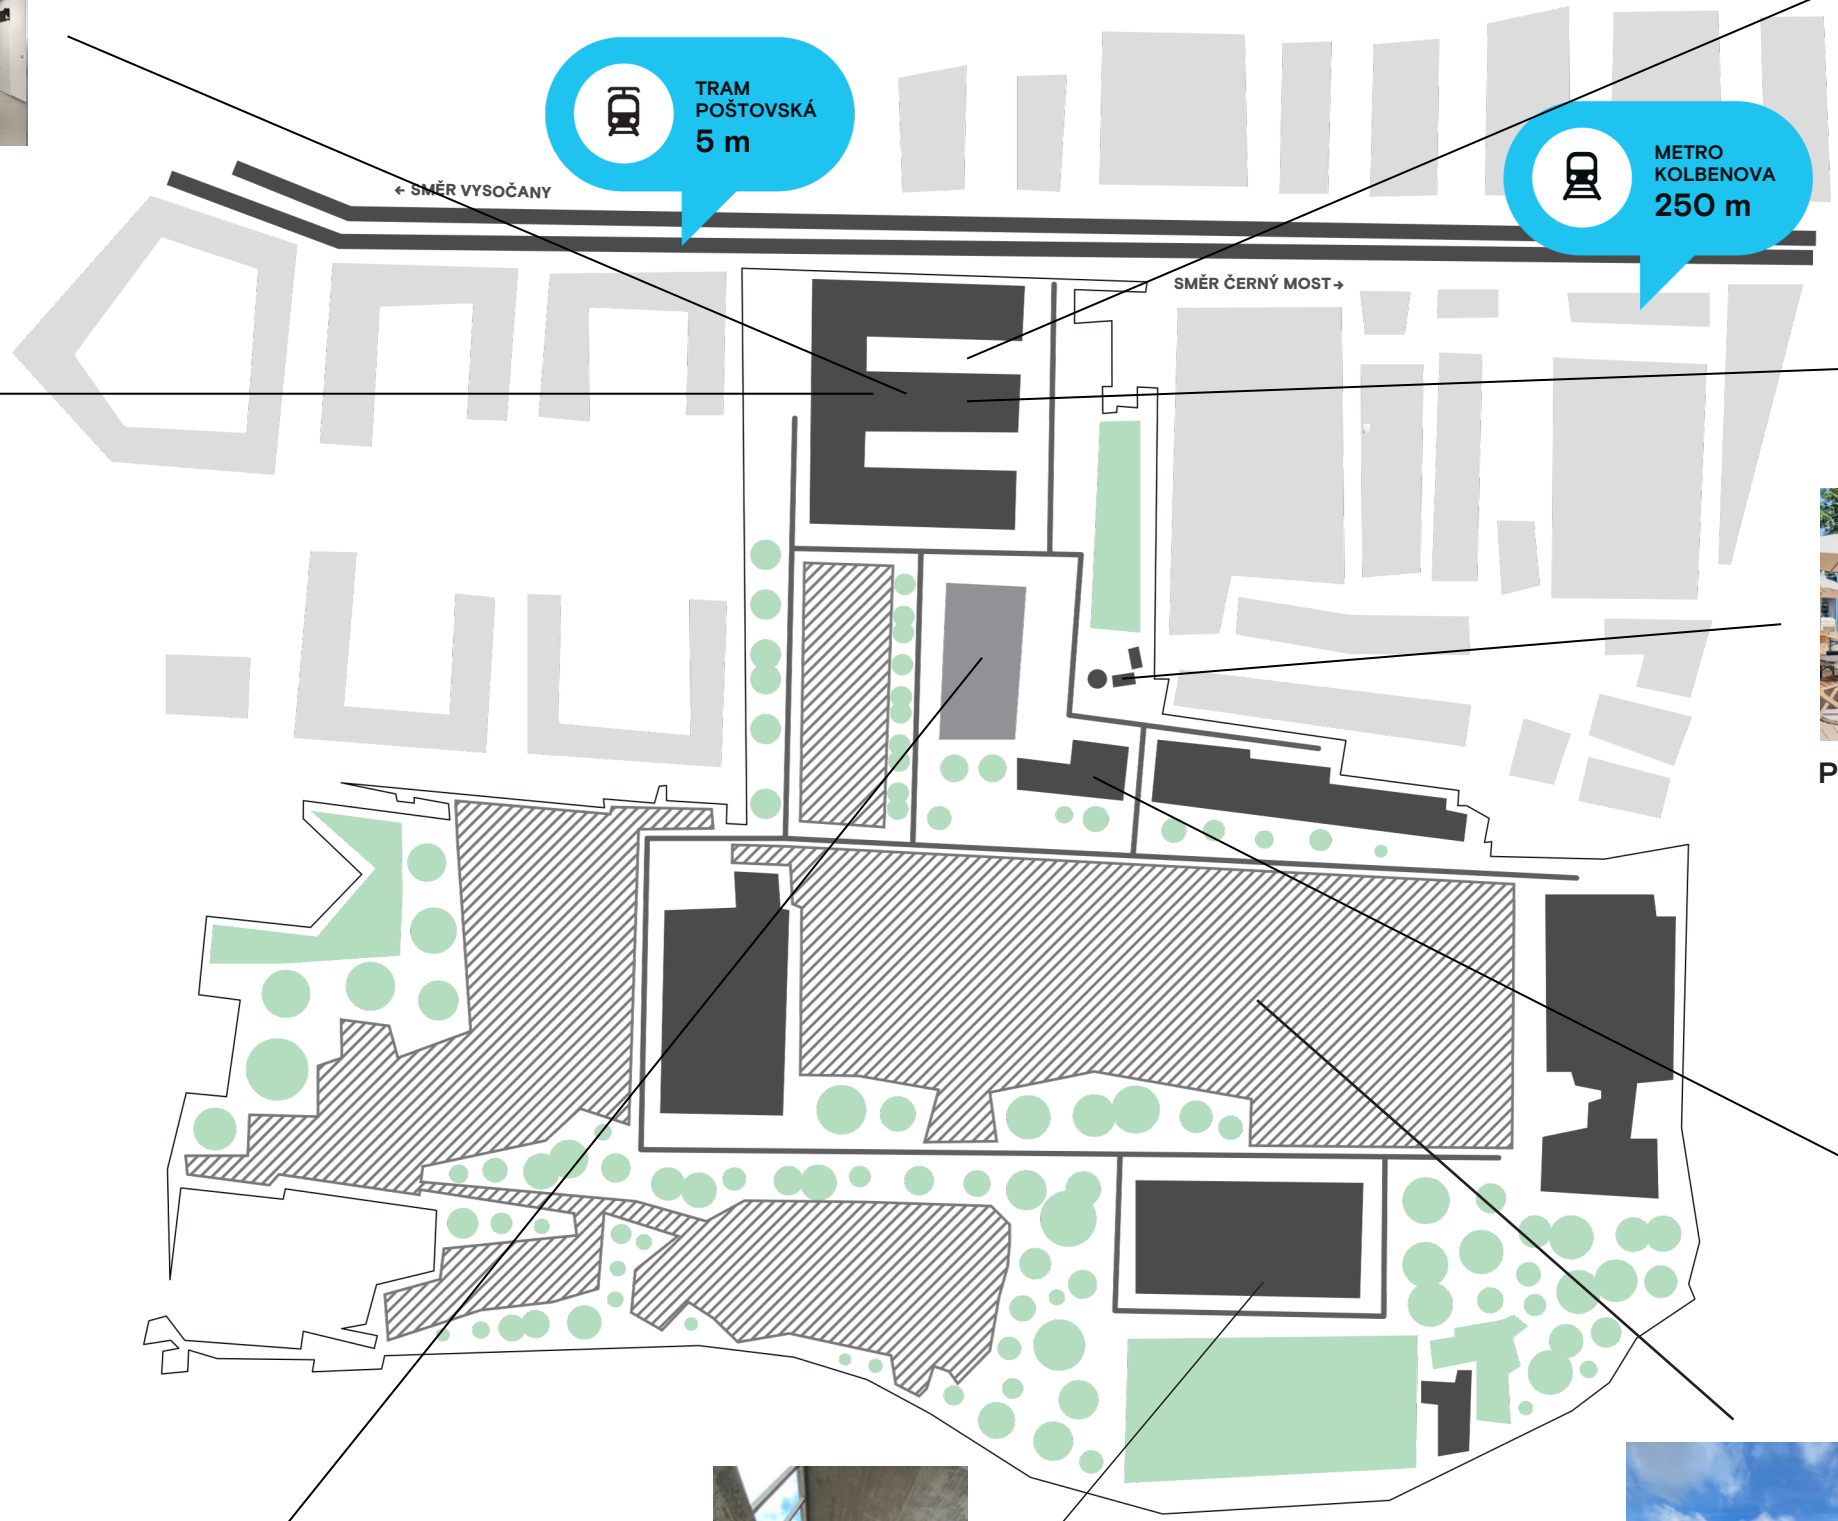 TRAM
POŠTOVSKÁ
5 m
METRO
KOLBENOVA
250 m
← SMĚR VYSOČANY
SMĚR ČERNÝ MOST→
P